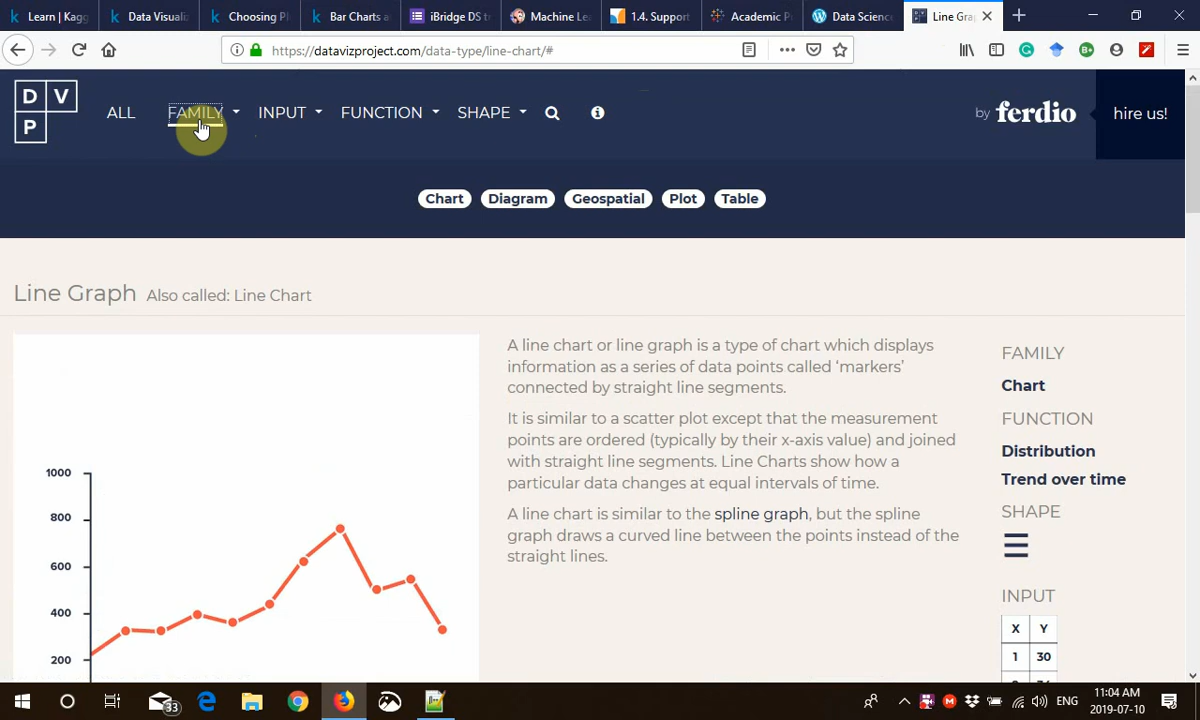 Learn | Kagg
Data Visuali
Choosing Pl
Bar Charts a
iBridge DS t
Machine Le
1.4. Support
Academic P
Data Science
Line Gra
https://datavizproject.com/data-type/line-chart/#
D V
P
ALL
FAMILY
INPUT
FUNCTION
SHAPE
by ferdio
hire us!
Chart
Diagram
Geospatial
Plot
Table
Line Graph Also called: Line Chart
A line chart or line graph is a type of chart which displays
information as a series of data points called ‘markers’
connected by straight line segments.
It is similar to a scatter plot except that the measurement
points are ordered (typically by their x-axis value) and joined
with straight line segments. Line Charts show how a
particular data changes at equal intervals of time.
A line chart is similar to the spline graph, but the spline
graph draws a curved line between the points instead of the
straight lines.
1000
800
600
400
200
FAMILY
Chart
FUNCTION
Distribution
Trend over time
SHAPE
INPUT
X Y
1 30
33
ENG
11:04 AM
2019-07-10